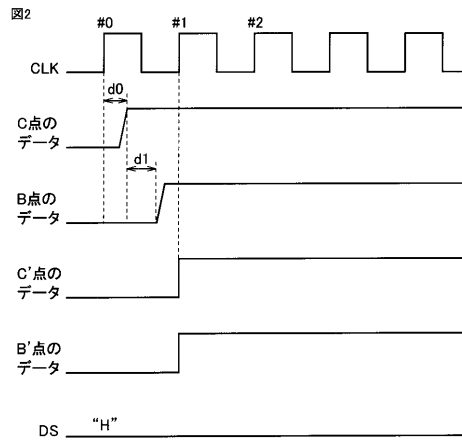 図2
#0 #1 #2
CLK
d0
C点の
データ
d1
B点の
データ
C'点の
データ
B'点の
データ
DS "H"